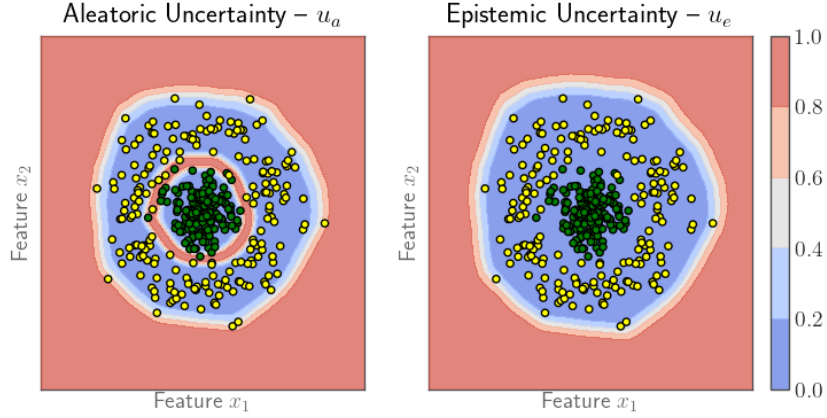 Aleatoric Uncertainty – u_a
Epistemic Uncertainty – u_e
Feature x_2
Feature x_1
Feature x_2
Feature x_1
1.0
0.8
0.6
0.4
0.2
0.0